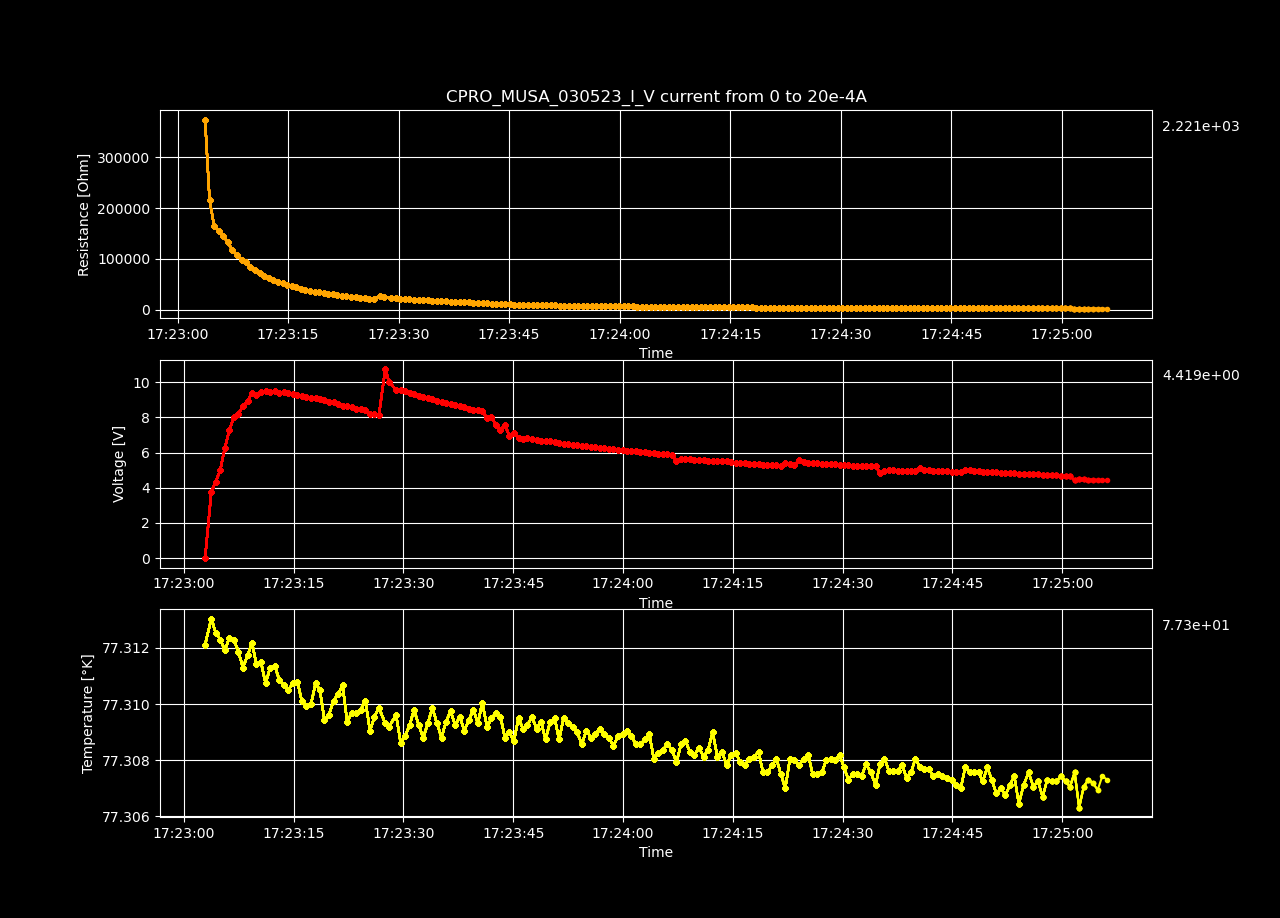 CPRO_MUSA_030523_I_V current from 0 to 20e-4A
2.221e+03
Resistance [Ohm]
300000
200000
100000
0
17:23:00 17:23:15 17:23:30 17:23:45 17:24:00 17:24:15 17:24:30 17:24:45 17:25:00
Time
4.419e+00
Voltage [V]
10
8
6
4
2
0
17:23:00 17:23:15 17:23:30 17:23:45 17:24:00 17:24:15 17:24:30 17:24:45 17:25:00
Time
7.73e+01
Temperature [°K]
77.312
77.310
77.308
77.306
17:23:00 17:23:15 17:23:30 17:23:45 17:24:00 17:24:15 17:24:30 17:24:45 17:25:00
Time